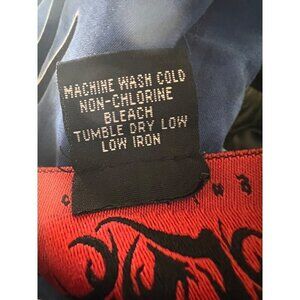 MACHINE WASH COLD
NON-CHLORINE
BLEACH
TUMBLE DRY LOW
LOW IRON